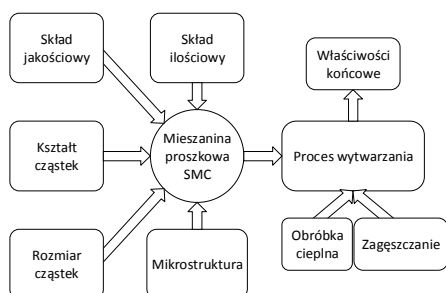 Skład
jakościowy
Skład
ilościowy
Właściwości
końcowe
Kształt
cząstek
Mieszanina
proszkowa
SMC
Proces wytwarzania
Rozmiar
cząstek
Mikrostruktura
Obróbka
cieplna
Zagęszczanie